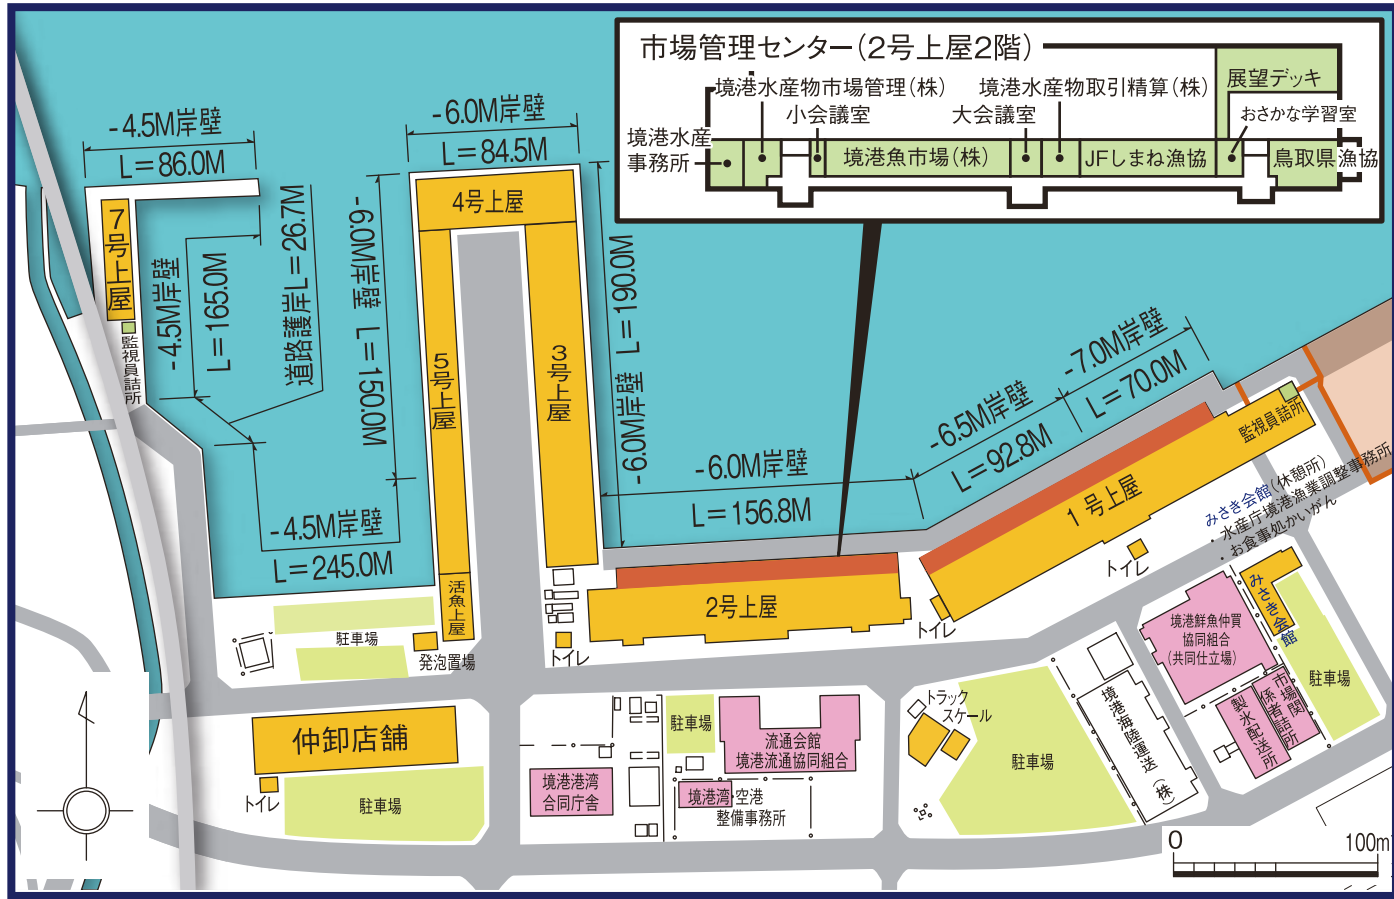 市場管理センター(2号上屋2階)
境港水産物市場管理(株)
境港水産物取引精算(株)
展望デッキ
小会議室
大会議室
おさかな学習室
境港水産
事務所
境港魚市場(株)
JFしまね漁協
鳥取県漁協
-4.5M岸壁
L=86.0M
-6.0M岸壁
L=84.5M
7号上屋
監視員詰所
-4.5M岸壁
L=165.0M
道路護岸L=26.7M
-6.0M岸壁 L=150.0M
4号上屋
5号上屋
3号上屋
-6.0M岸壁 L=190.0M
-4.5M岸壁
L=245.0M
-6.0M岸壁
L=156.8M
-6.5M岸壁
L=92.8M
-7.0M岸壁
L=70.0M
監視員詰所
1号上屋
2号上屋
活魚上屋
みさき会館(休憩所)
・水産庁境港漁業調整事務所
・お食事処かいがん
トイレ
トイレ
トイレ
駐車場
発泡置場
みさき会館
境港鮮魚仲買
協同組合
(共同仕立場)
駐車場
市場関
係者詰所
製氷配送所
境港海陸運送(株)
トラック
スケール
駐車場
仲卸店舗
トイレ
駐車場
駐車場
流通会館
境港流通協同組合
境港港湾
合同庁舎
境港湾・空港
整備事務所
0
100m